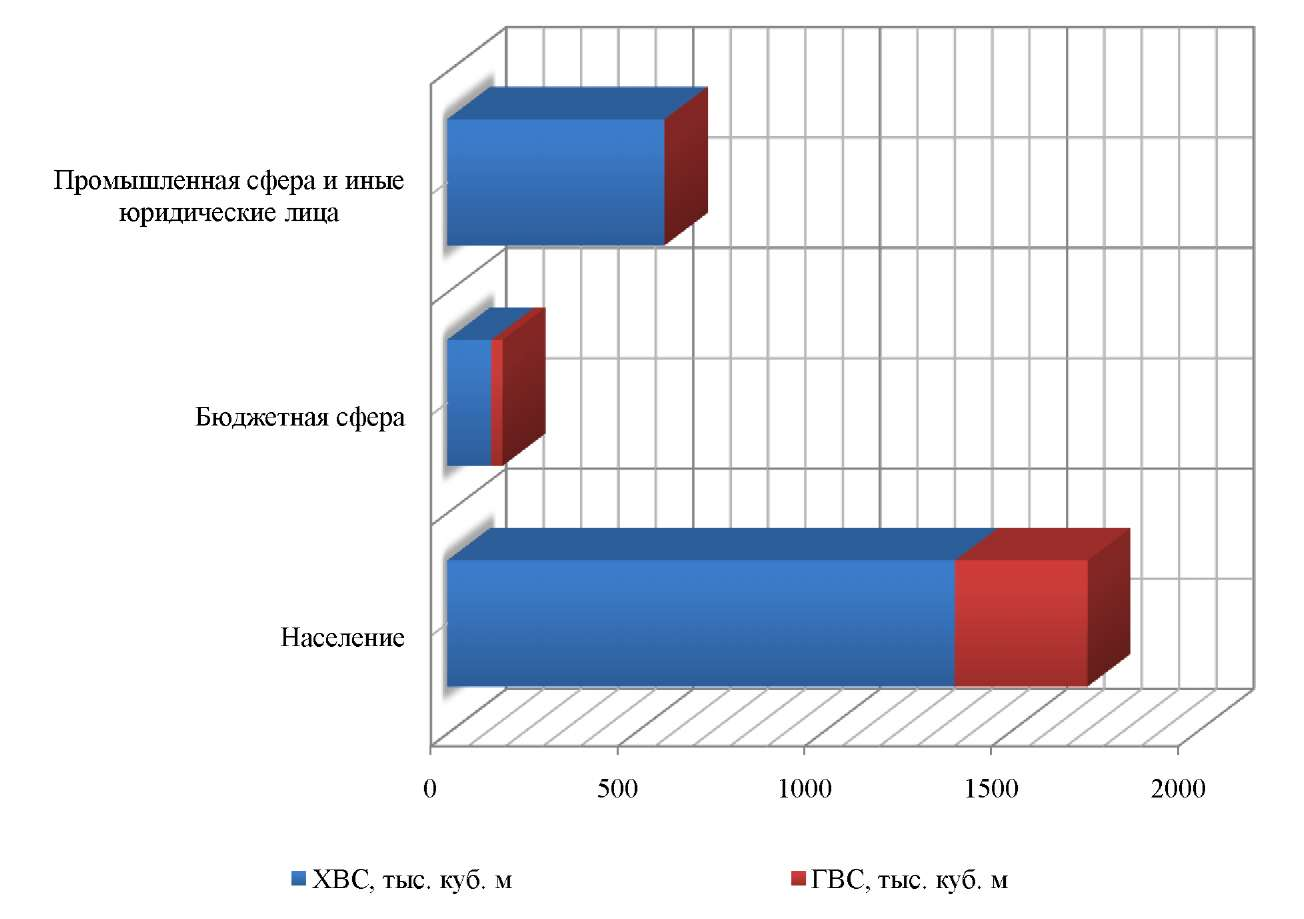 Промышленная сфера и иные
юридические лица
Бюджетная сфера
Население
0 500 1000 1500 2000
ХВС, тыс. куб. м ГВС, тыс. куб. м